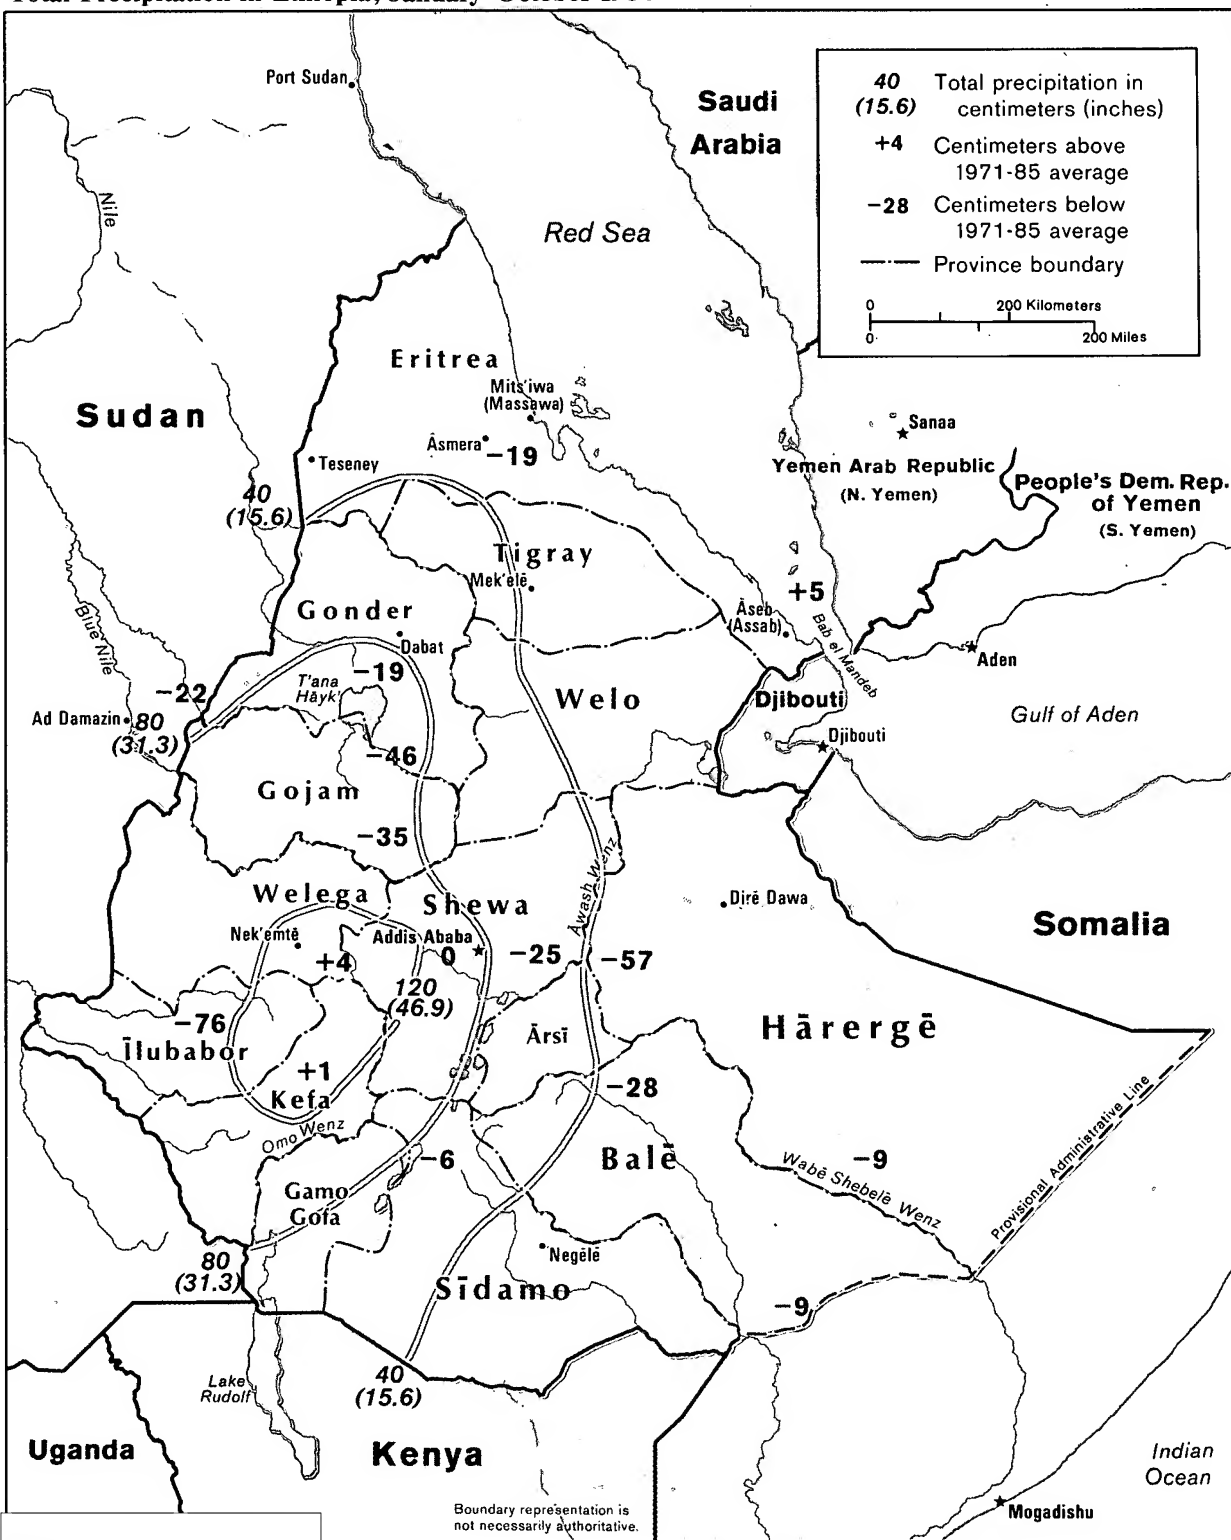 Total Precipitation in Ethiopia, January-October
40
(15.6)
Total precipitation in
centimeters (inches)
+4
Centimeters above
1971-85 average
−28
Centimeters below
1971-85 average
Province boundary
0
200 Kilometers
0
200 Miles
Port Sudan
Saudi
Arabia
Nile
Red Sea
Eritrea
Mits'iwa
(Massawa)
Sudan
Āsmera
−19
Teseney
Sanaa
Yemen Arab Republic
(N. Yemen)
People's Dem. Rep.
of Yemen
(S. Yemen)
40
(15.6)
Tigray
Mek'elē
Gonder
Dabat
+5
Āseb
(Assab)
Bab el Mandeb
Aden
Blue Nile
−22
−19
T'ana
Hāyk'
Welo
Djibouti
Djibouti
Gulf of Aden
Ad Damazin
80
(31.3)
−46
Gojam
−35
Āwash Wenz
Welega
Shewa
Dirē Dawa
Somalia
Nek'emtē
Addis Ababa
+4
0
−25
−57
120
(46.9)
−76
Īlubabor
Ārsī
Hārergē
+1
Kefa
−28
Omo Wenz
−6
Balē
−9
Wabē Shebelē Wenz
Provisional Administrative Line
Gamo
Gofa
80
(31.3)
Negēlē
Sīdamo
−9
40
(15.6)
Lake
Rudolf
Uganda
Kenya
Indian
Ocean
Mogadishu
Boundary representation is
not necessarily authoritative.